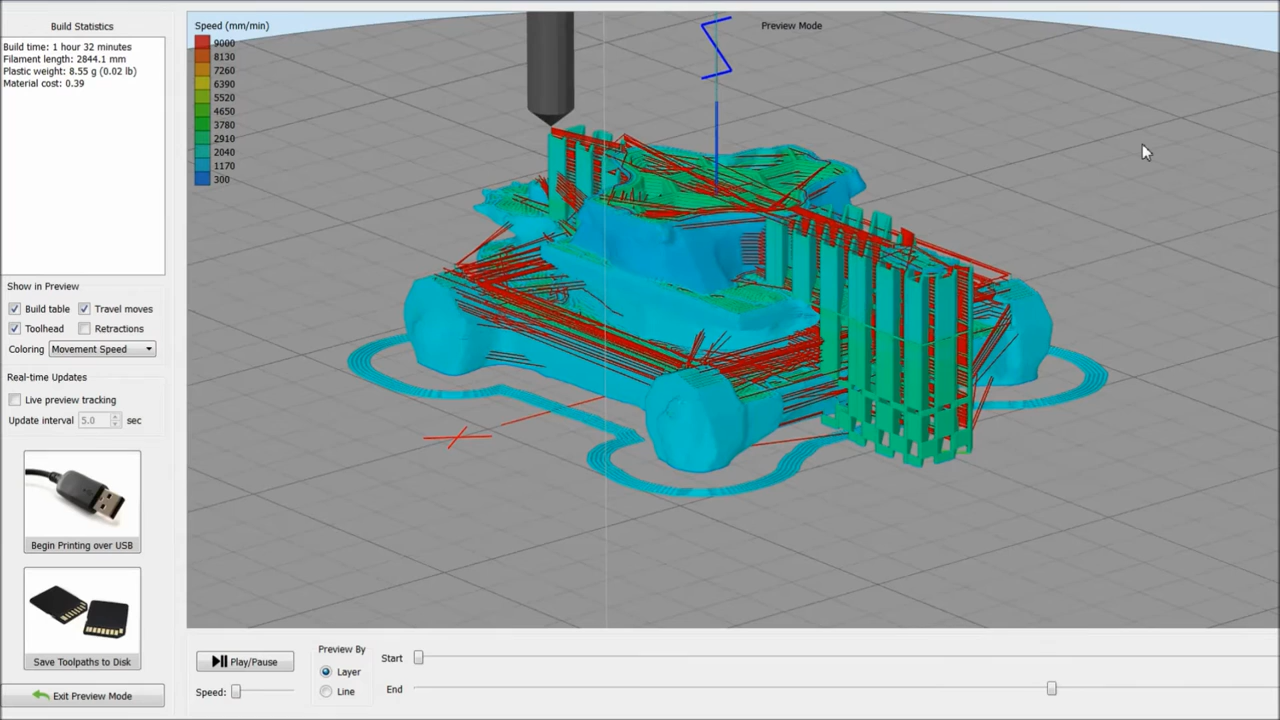 Build Statistics
Build time: 1 hour 32 minutes
Filament length: 2844.1 mm
Plastic weight: 8.55 g (0.02 lb)
Material cost: 0.39
Show in Preview
Build table
Travel moves
Toolhead
Retractions
Coloring
Movement Speed
Real-time Updates
Live preview tracking
Update interval 5.0 sec
Begin Printing over USB
Save Toolpaths to Disk
Exit Preview Mode
Speed (mm/min)
9000
8130
7260
6390
5520
4650
3780
2910
2040
1170
300
Preview Mode
Play/Pause
Speed:
Preview By
Layer
Line
Start
End